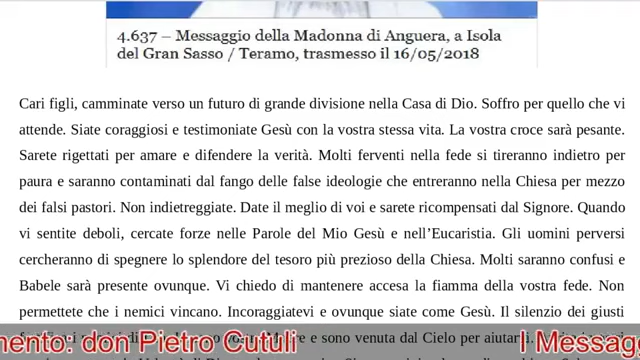 4.637 – Messaggio della Madonna di Anguera, a Isola
del Gran Sasso / Teramo, trasmesso il 16/05/2018
Cari figli, camminate verso un futuro di grande divisione nella Casa di Dio. Soffro per quello che vi
attende. Siate coraggiosi e testimoniate Gesù con la vostra stessa vita. La vostra croce sarà pesante.
Sarete rigettati per amare e difendere la verità. Molti ferventi nella fede si tireranno indietro per
paura e saranno contaminati dal fango delle false ideologie che entreranno nella Chiesa per mezzo
dei falsi pastori. Non indietreggiate. Date il meglio di voi e sarete ricompensati dal Signore. Quando
vi sentite deboli, cercate forze nelle Parole del Mio Gesù e nell’Eucaristia. Gli uomini perversi
cercheranno di spegnere lo splendore del tesoro più prezioso della Chiesa. Molti saranno confusi e
Babele sarà presente ovunque. Vi chiedo di mantenere accesa la fiamma della vostra fede. Non
permettete che i nemici vincano. Incoraggiatevi e ovunque siate come Gesù. Il silenzio dei giusti
e sono venuta dal Cielo per aiutarvi
mento: don Pietro Cutuli I Messagg